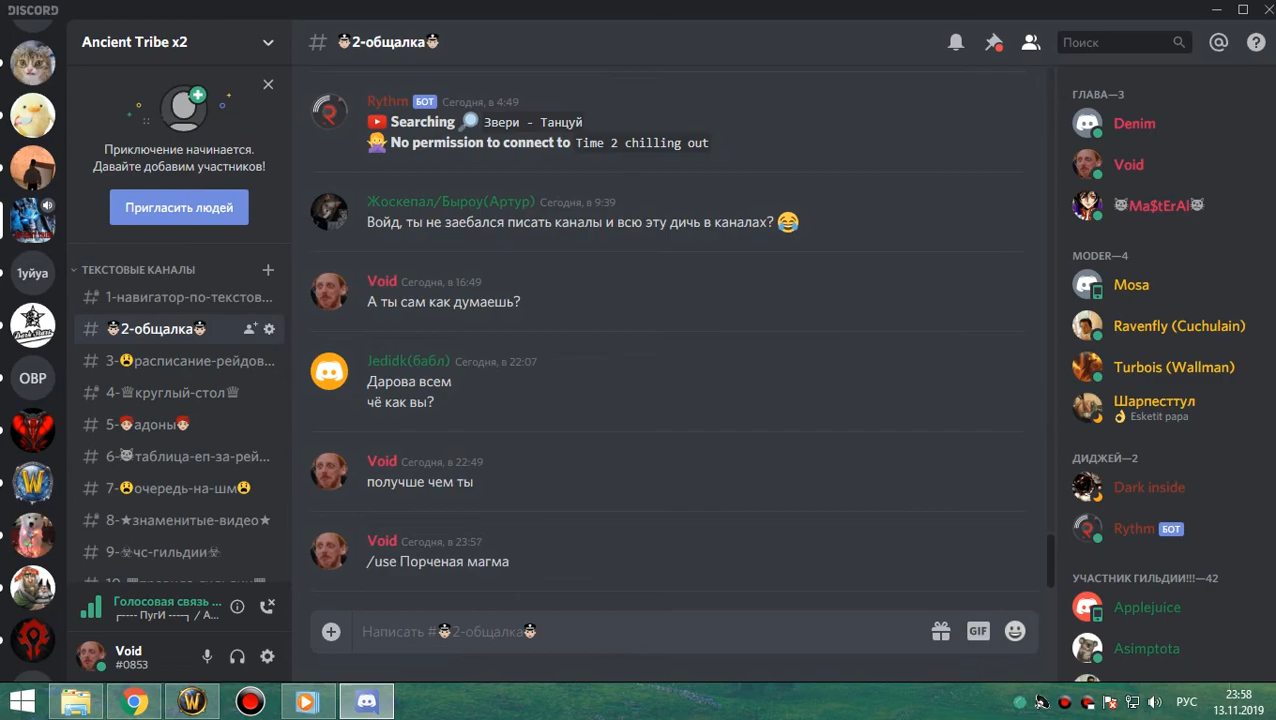 DISCORD
Ancient Tribe x2
Приключение начинается.
Давайте добавим участников!
Пригласить людей
ТЕКСТОВЫЕ КАНАЛЫ
1-навигатор-по-текстов...
2-общалка
3-расписание-рейдов...
4-♕круглый-стол♕
5-адоны
6-таблица-еп-за-рей...
7-очередь-на-шм
8-★знаменитые-видео★
9-☣чс-гильдии☣
Голосовая связь ...
┌---- ПугИ ----┐ / А...
Void
#0853
1уйуа
ОВР
2-общалка
Rythm БОТ Сегодня, в 4:49
Searching Звери - Танцуй
No permission to connect to Time 2 chilling out
Жоскепал/Быроу(Артур) Сегодня, в 9:39
Войд, ты не заебался писать каналы и всю эту дичь в каналах? 😂
Void Сегодня, в 16:49
А ты сам как думаешь?
Jedidk(бабл) Сегодня, в 22:07
Дарова всем
чё как вы?
Void Сегодня, в 22:49
получше чем ты
Void Сегодня, в 23:57
/use Порченая магма
Написать #2-общалка
GIF
Поиск
ГЛАВА—3
Denim
Void
Ma$tErAl
MODER—4
Mosa
Ravenfly (Cuchulain)
Turbois (Wallman)
Шарпесттул
👌 Esketit papa
ДИДЖЕЙ—2
Dark inside
Rythm БОТ
УЧАСТНИК ГИЛЬДИИ!!!—42
Applejuice
Asimptota
РУС
23:58
13.11.2019